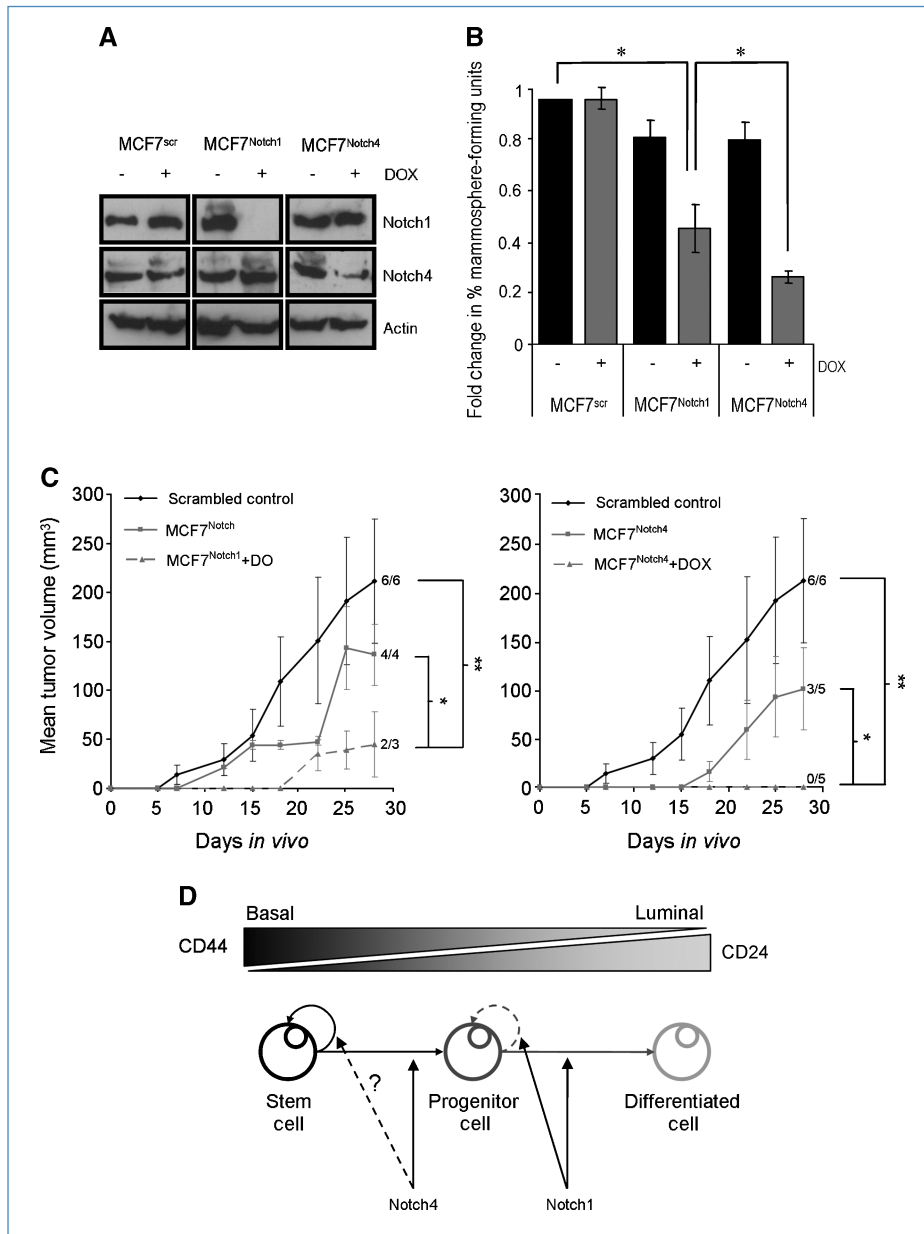 A
MCF7scr MCF7Notch1 MCF7Notch4
- + - + - + DOX
Notch1
Notch4
Actin
B
* *
Fold change in % mammosphere-forming units
1
0.8
0.6
0.4
0.2
0
- + - + - + DOX
MCF7scr MCF7Notch1 MCF7Notch4
C
Mean tumor volume (mm3)
300
250
200
150
100
50
0
0 5 10 15 20 25 30
Days in vivo
Scrambled control
MCF7Notch
MCF7Notch1+DO
6/6
4/4
2/3
*
**
300
250
200
150
100
50
0
0 5 10 15 20 25 30
Days in vivo
Scrambled control
MCF7Notch4
MCF7Notch4+DOX
6/6
3/5
0/5
*
**
D
Basal Luminal
CD44 CD24
?
Stem
cell
Progenitor
cell
Differentiated
cell
Notch4 Notch1